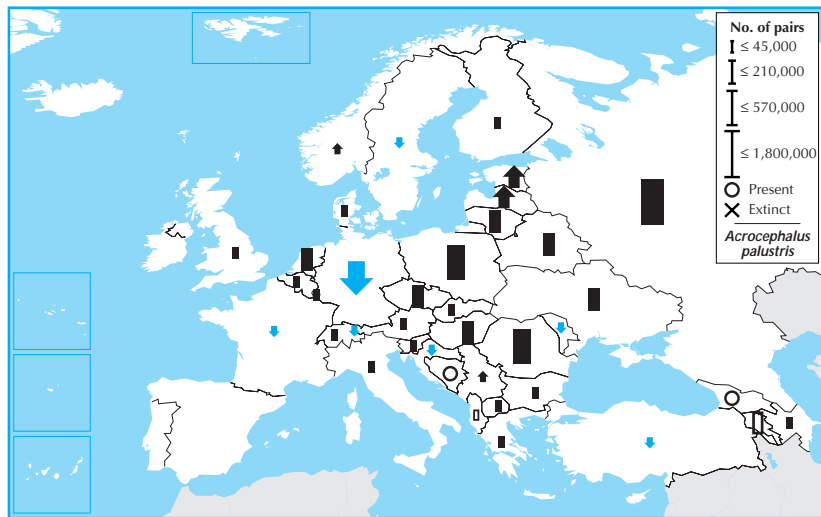 No. of pairs
≤ 45,000
≤ 210,000
≤ 570,000
≤ 1,800,000
Present
Extinct
Acrocephalus
palustris